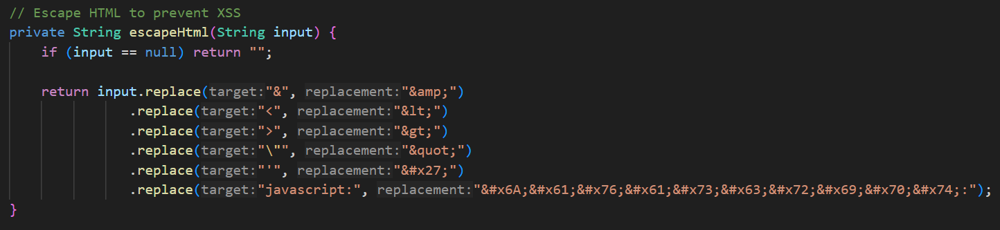 // Escape HTML to prevent XSS
private String escapeHtml(String input) {
if (input == null) return "";
return input.replace(target:"&", replacement:"&amp;")
.replace(target:"<", replacement:"&lt;")
.replace(target:">", replacement:"&gt;")
.replace(target:"\"", replacement:"&quot;")
.replace(target:"'", replacement:"&#x27;")
.replace(target:"javascript:", replacement:"&#x6A;&#x61;&#x76;&#x61;&#x73;&#x63;&#x72;&#x69;&#x70;&#x74;:");
}